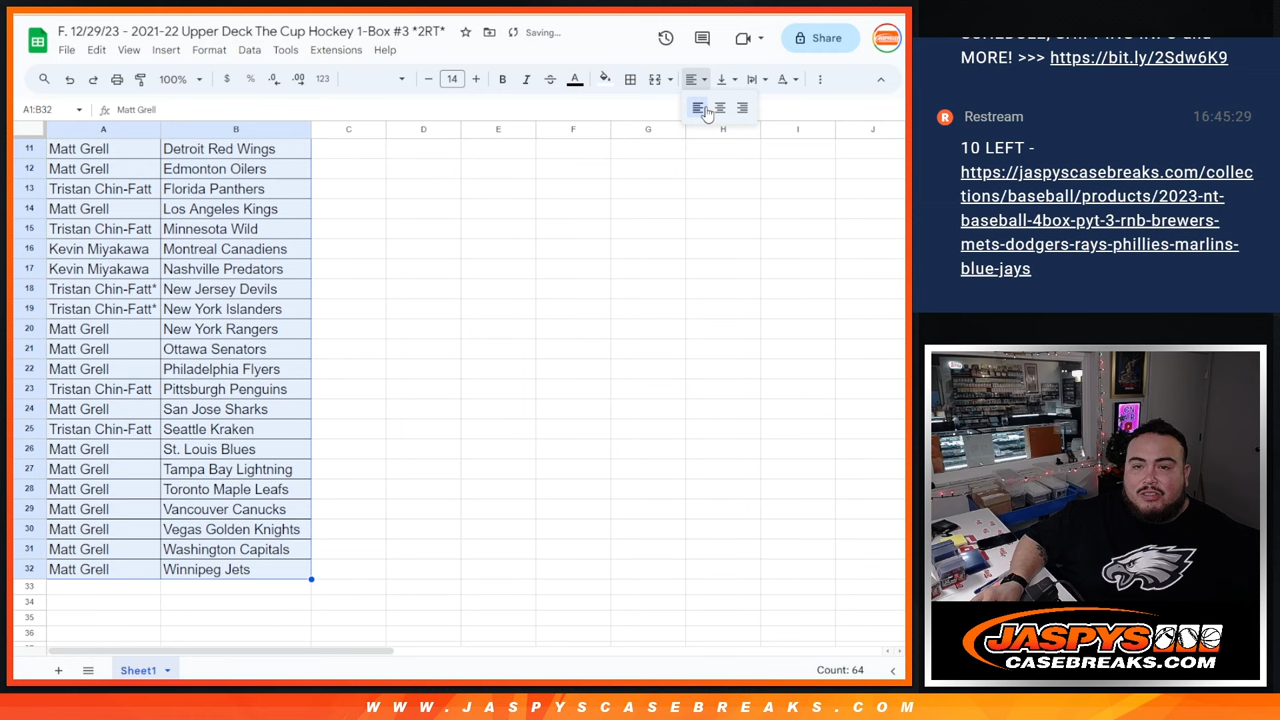 F. 12/29/23 - 2021-22 Upper Deck The Cup Hockey 1-Box #3 *2RT*
Saving...
File Edit View Insert Format Data Tools Extensions Help
Share
100% $ % .0 .00 123 14 B I A
A1:B32 Matt Grell
A B C D E F G H I J
11 Matt Grell Detroit Red Wings
12 Matt Grell Edmonton Oilers
13 Tristan Chin-Fatt Florida Panthers
14 Matt Grell Los Angeles Kings
15 Tristan Chin-Fatt Minnesota Wild
16 Kevin Miyakawa Montreal Canadiens
17 Kevin Miyakawa Nashville Predators
18 Tristan Chin-Fatt* New Jersey Devils
19 Tristan Chin-Fatt* New York Islanders
20 Matt Grell New York Rangers
21 Matt Grell Ottawa Senators
22 Matt Grell Philadelphia Flyers
23 Tristan Chin-Fatt Pittsburgh Penguins
24 Matt Grell San Jose Sharks
25 Tristan Chin-Fatt Seattle Kraken
26 Matt Grell St. Louis Blues
27 Matt Grell Tampa Bay Lightning
28 Matt Grell Toronto Maple Leafs
29 Matt Grell Vancouver Canucks
30 Matt Grell Vegas Golden Knights
31 Matt Grell Washington Capitals
32 Matt Grell Winnipeg Jets
33
34
35
36
Sheet1
Count: 64
MORE! >>> https://bit.ly/2Sdw6K9
Restream 16:45:29
10 LEFT -
https://jaspyscasebreaks.com/collec
tions/baseball/products/2023-nt-
baseball-4box-pyt-3-rnb-brewers-
mets-dodgers-rays-phillies-marlins-
blue-jays
JASPYS
CASEBREAKS.COM
WWW.JASPYSCASEBREAKS.COM